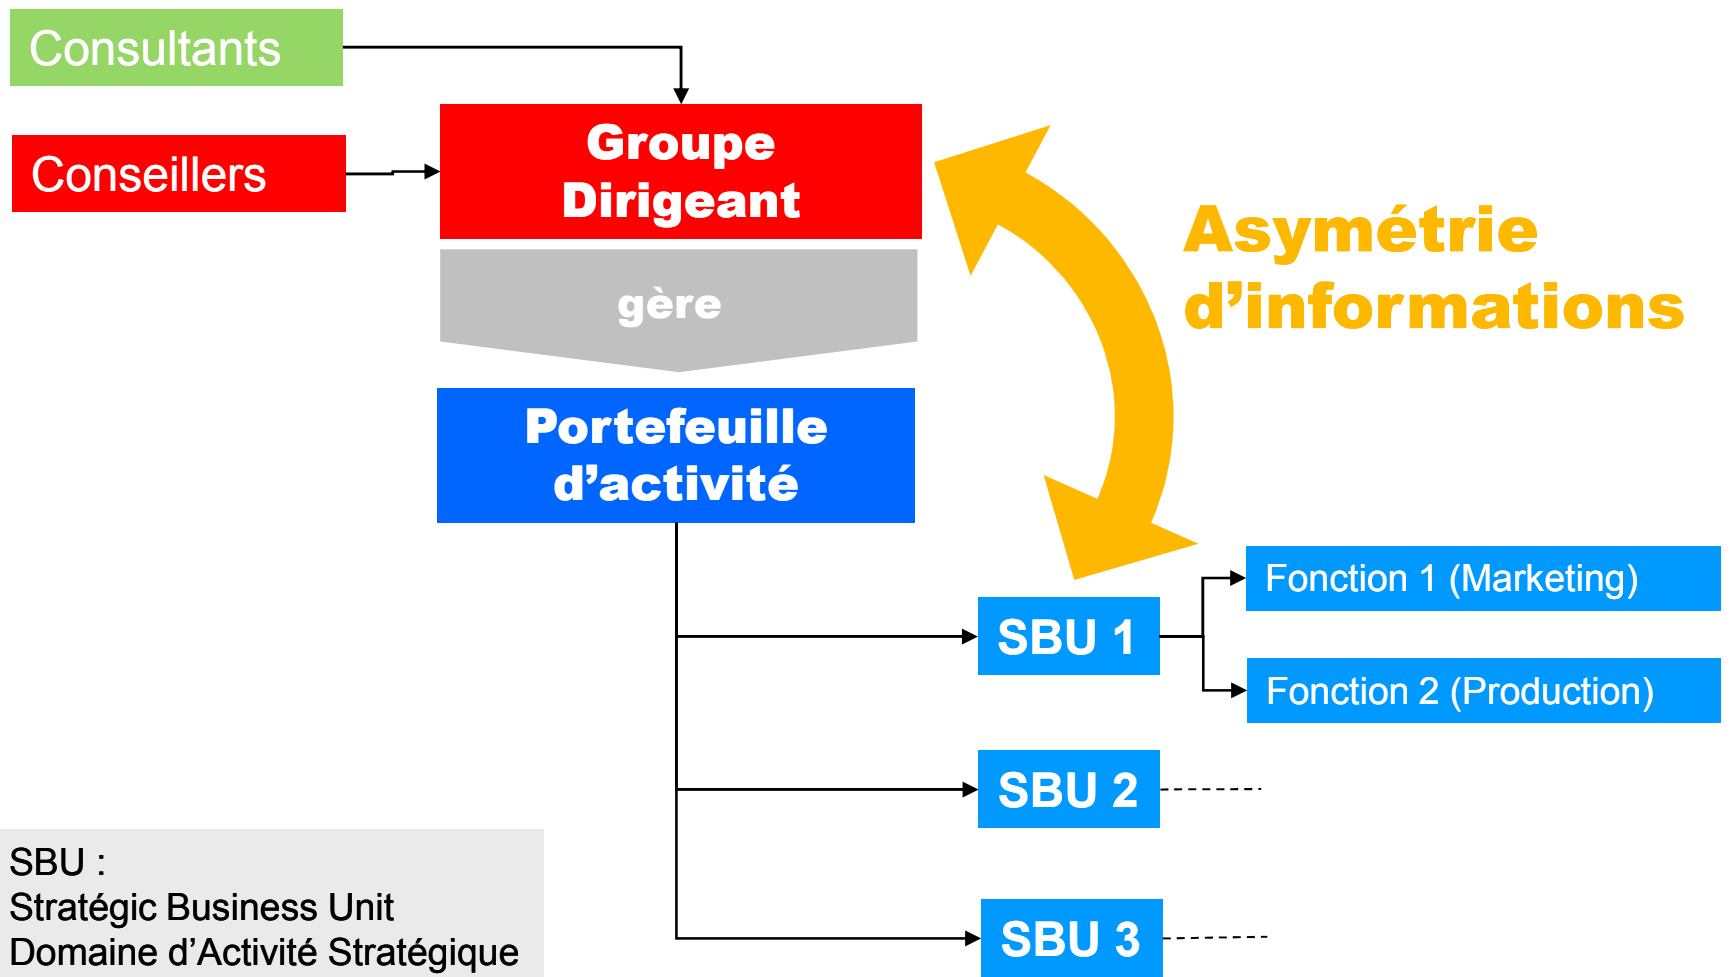 Consultants
Conseillers
Groupe
Dirigeant
gère
Portefeuille
d’activité
Asymétrie
d’informations
SBU 1
Fonction 1 (Marketing)
Fonction 2 (Production)
SBU 2
SBU 3
SBU :
Stratégic Business Unit
Domaine d’Activité Stratégique